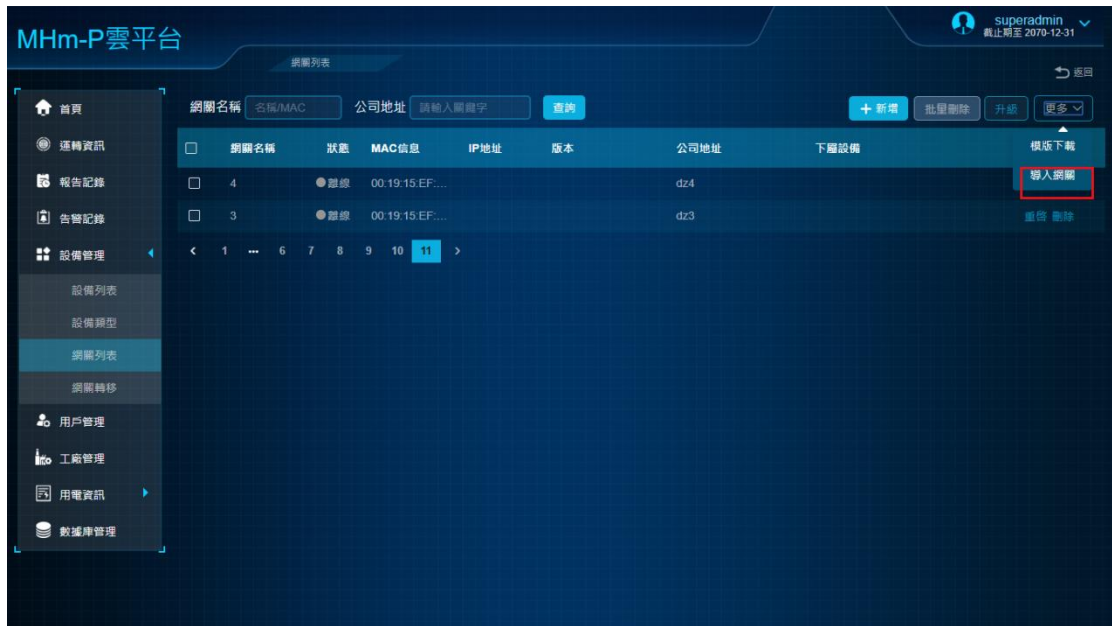 MHm-P雲平台
superadmin
截止期至 2070-12-31
網關列表
返回
首頁
運轉資訊
報告記錄
告警記錄
設備管理
設備列表
設備類型
網關列表
網關轉移
用戶管理
工廠管理
用電資訊
數據庫管理
網關名稱 名稱/MAC 公司地址 請輸入關鍵字 查詢 + 新增 批量刪除 升級 更多
模版下載
導入網關
網關名稱 狀態 MAC信息 IP地址 版本 公司地址 下屬設備
4 離線 00:19:15:EF:... dz4
3 離線 00:19:15:EF:... dz3 重啓 刪除
< 1 ••• 6 7 8 9 10 11 >